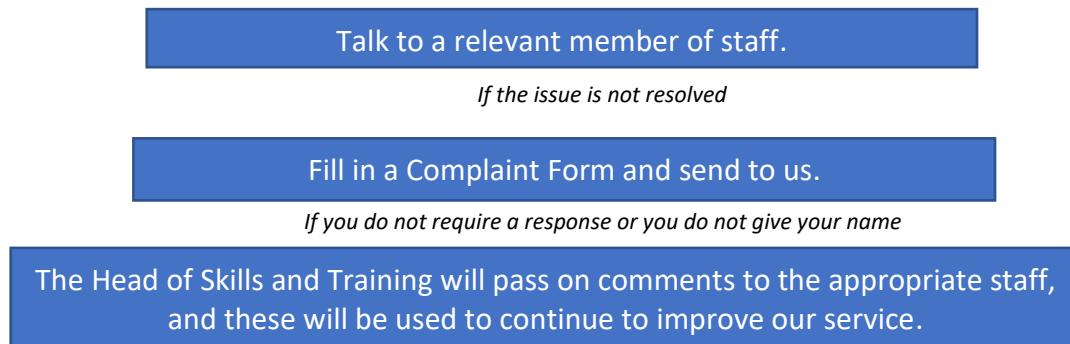 Talk to a relevant member of staff.
If the issue is not resolved
Fill in a Complaint Form and send to us.
If you do not require a response or you do not give your name
The Head of Skills and Training will pass on comments to the appropriate staff,
and these will be used to continue to improve our service.